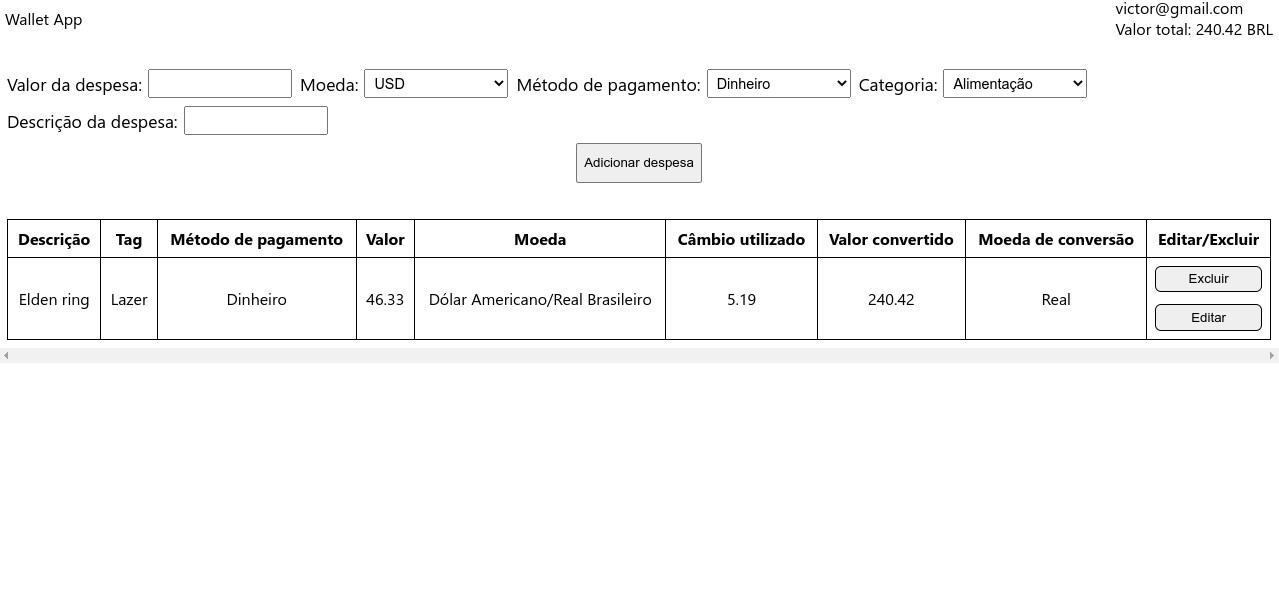 Wallet App
victor@gmail.com
Valor total: 240.42 BRL
Valor da despesa: Moeda: USD Método de pagamento: Dinheiro Categoria: Alimentação
Descrição da despesa:
Adicionar despesa
Descrição Tag Método de pagamento Valor Moeda Câmbio utilizado Valor convertido Moeda de conversão Editar/Excluir
Elden ring Lazer Dinheiro 46.33 Dólar Americano/Real Brasileiro 5.19 240.42 Real Excluir
Editar